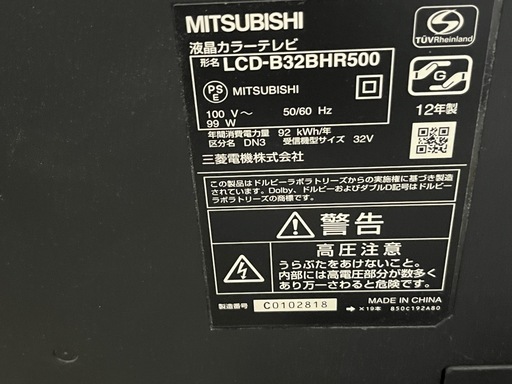 MITSUBISHI
液晶カラーテレビ
形名 LCD-B32BHR500
PS E MITSUBISHI
100 V～ 50/60 Hz
99 W
年間消費電力量 92 kWh/年
区分名 DN3 受信機型サイズ 32V
三菱電機株式会社
TÜVRheinland
G
12年製
この製品はドルビーラボラトリーズからの実施権に基づき製造
されています。Dolby、ドルビーおよびダブルD記号はドルビー
ラボラトリーズの商標です。
警告
高圧注意
うらぶたをあけないこと。
内部には高電圧部分が数多く
あり万一さわると危険です。
製造番号 C0102818
MADE IN CHINA
→ ×19本 850C192A80